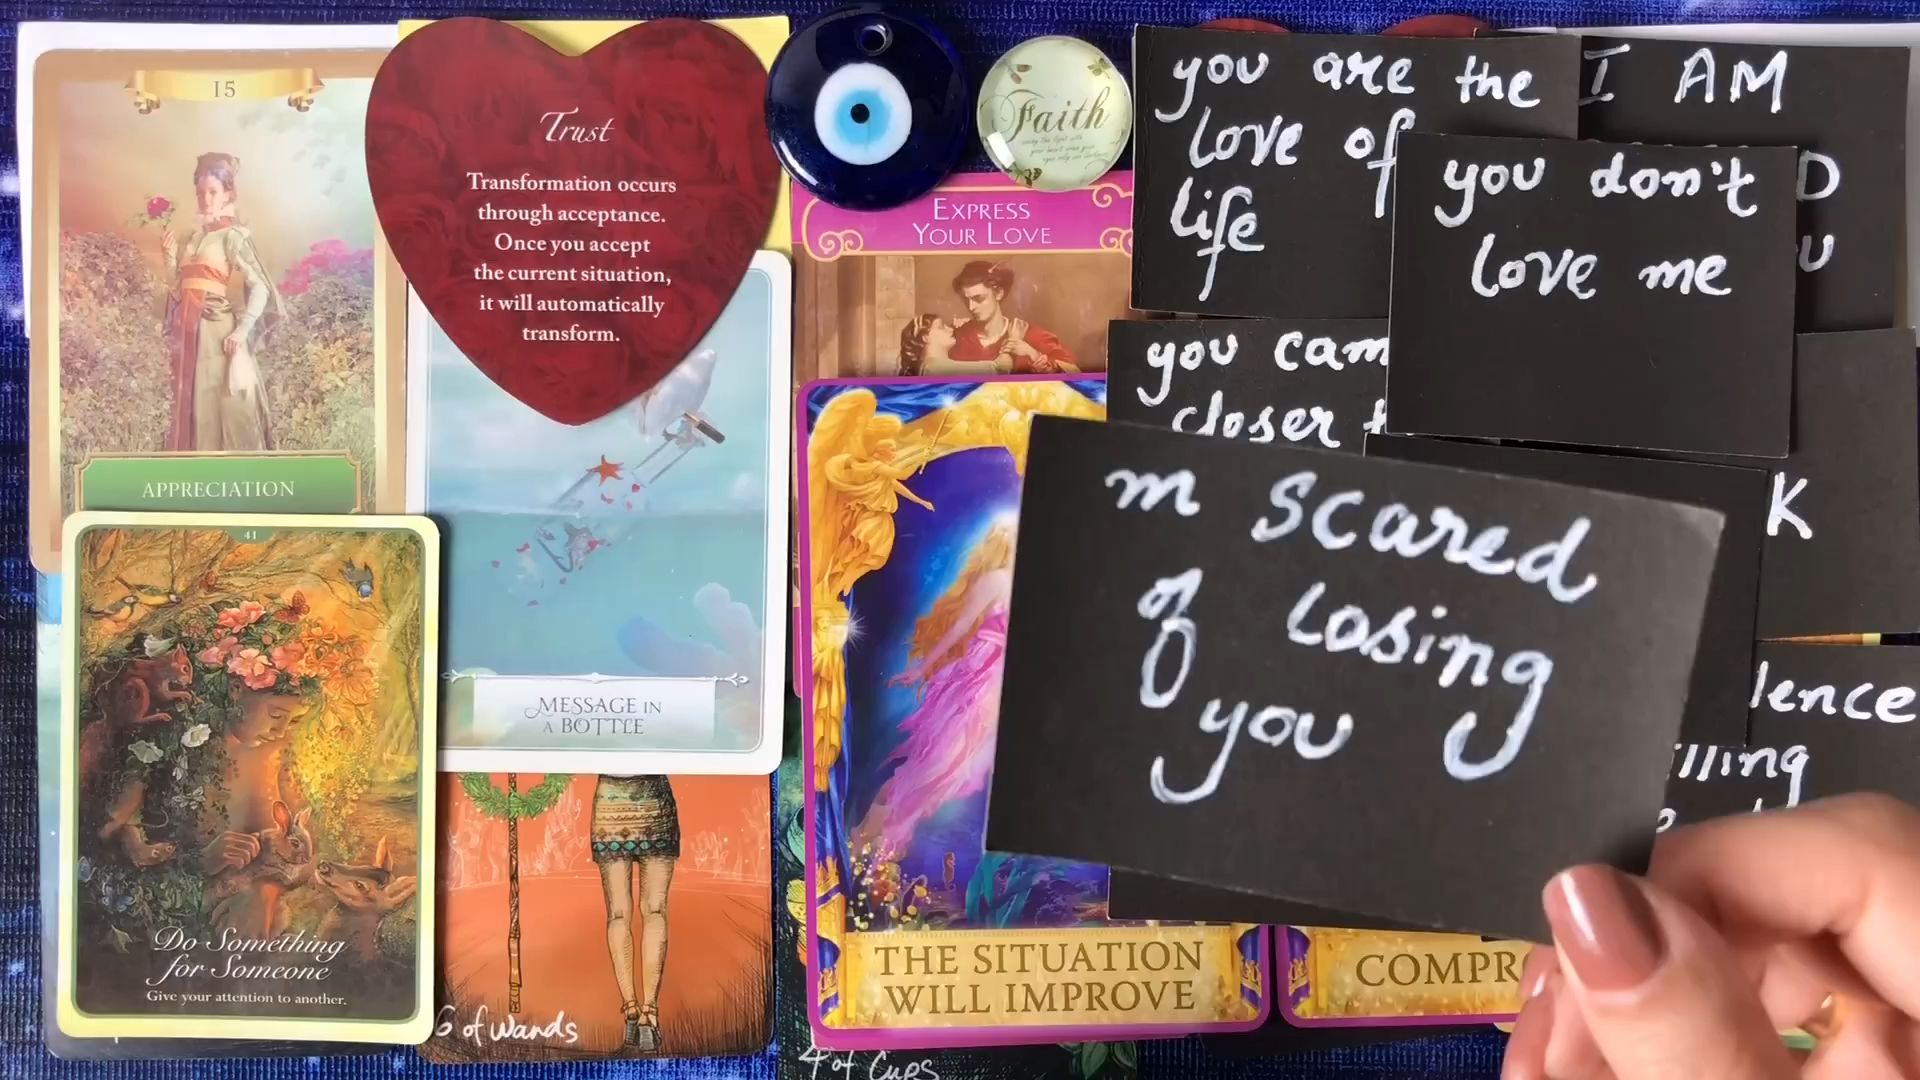 15
APPRECIATION
41
Do Something
for Someone
Give your attention to another.
Trust
Transformation occurs
through acceptance.
Once you accept
the current situation,
it will automatically
transform.
MESSAGE IN
A BOTTLE
6 of Wands
Faith
EXPRESS
YOUR LOVE
THE SITUATION
WILL IMPROVE
4 of Cups
COMPR
you are the
love of
life
I AM
D
U
you don't
love me
you cam
closer t
K
m scared
of losing
you
lence
illing